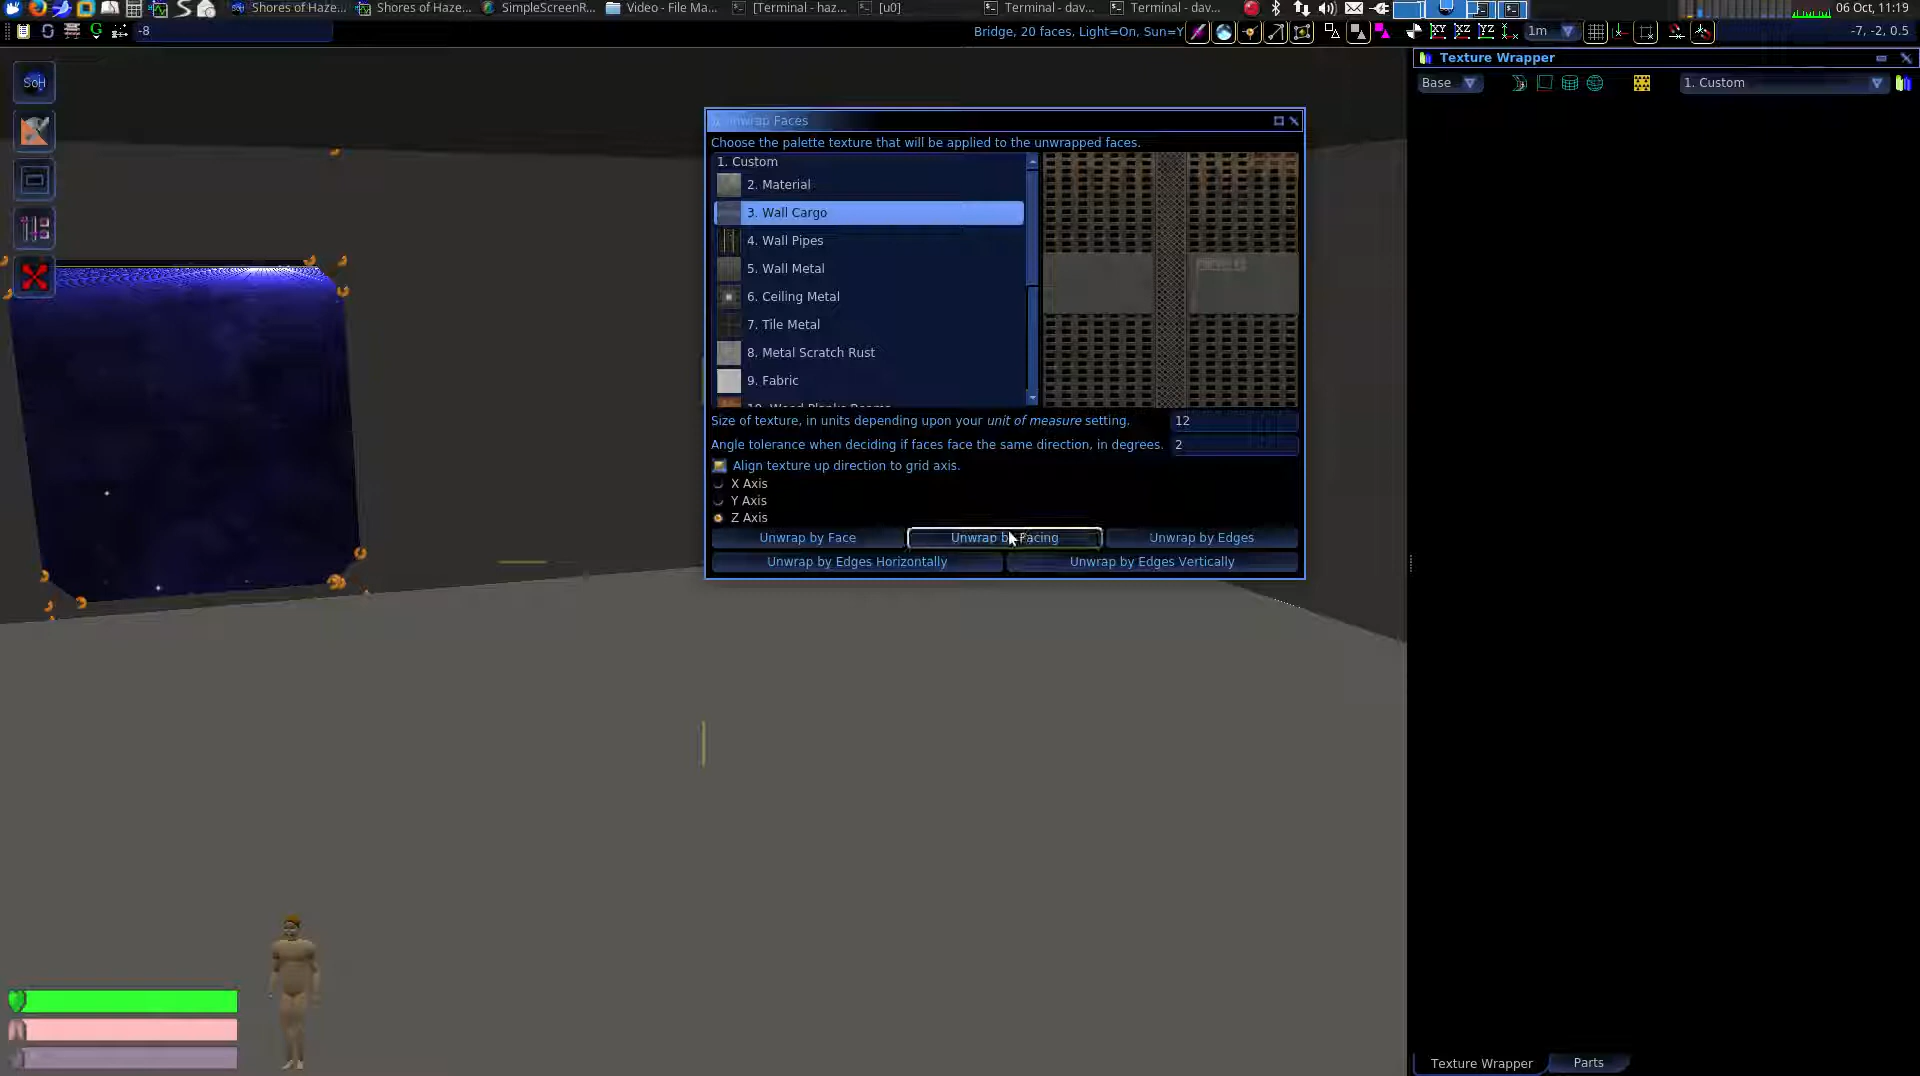 Shores of Haze...
Shores of Haze...
SimpleScreenR...
Video - File Ma...
[Terminal - haz...
[u0]
Terminal - dav...
Terminal - dav...
06 Oct, 11:19
-8
Bridge, 20 faces, Light=On, Sun=Y
XY
XZ
YZ
1m
-7, -2, 0.5
Texture Wrapper
Base
1. Custom
SoH
Unwrap Faces
Choose the palette texture that will be applied to the unwrapped faces.
1. Custom
2. Material
3. Wall Cargo
4. Wall Pipes
5. Wall Metal
6. Ceiling Metal
7. Tile Metal
8. Metal Scratch Rust
9. Fabric
Size of texture, in units depending upon your unit of measure setting.
12
Angle tolerance when deciding if faces face the same direction, in degrees.
2
Align texture up direction to grid axis.
X Axis
Y Axis
Z Axis
Unwrap by Face
Unwrap by Facing
Unwrap by Edges
Unwrap by Edges Horizontally
Unwrap by Edges Vertically
Texture Wrapper
Parts